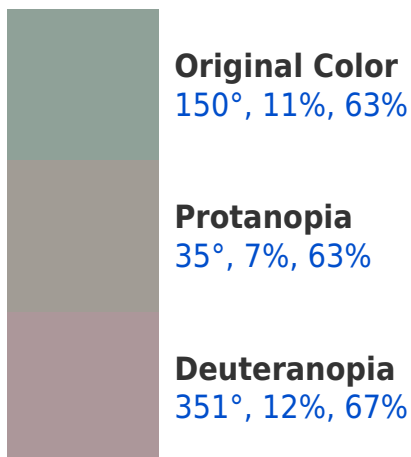 Original Color
150°, 11%, 63%
Protanopia
35°, 7%, 63%
Deuteranopia
351°, 12%, 67%